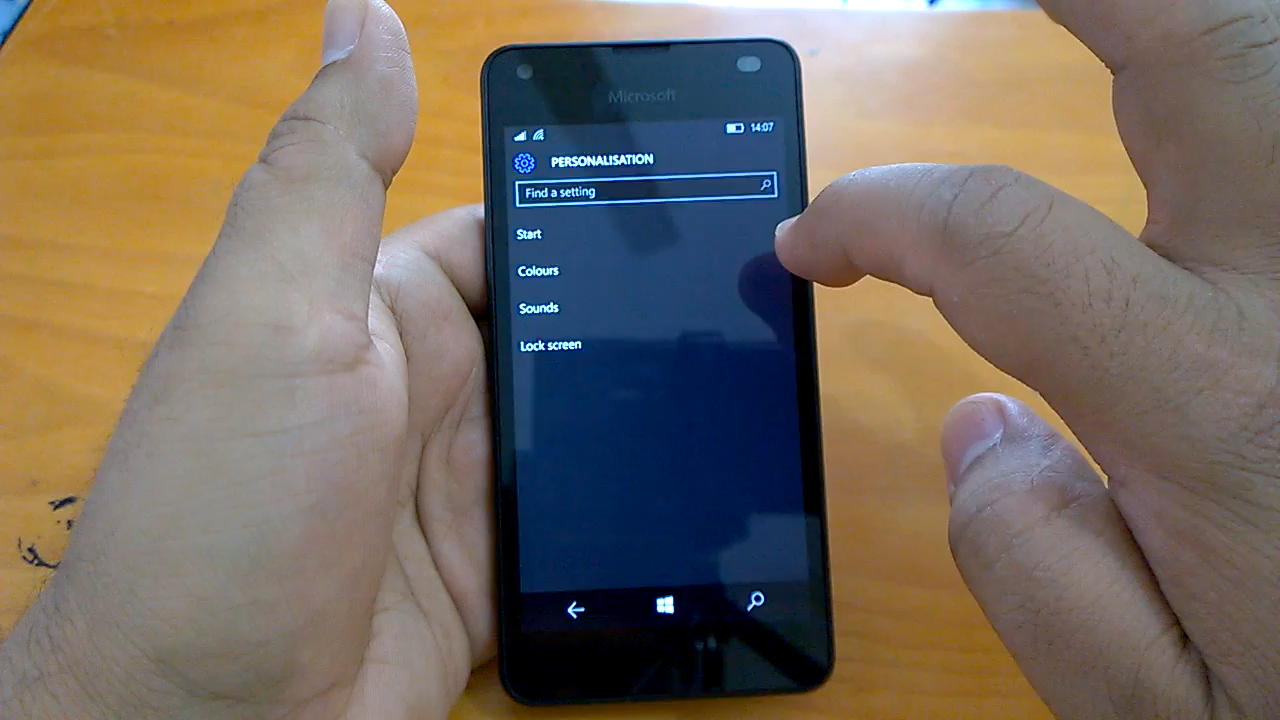 Microsoft
14:07
PERSONALISATION
Find a setting
Start
Colours
Sounds
Lock screen